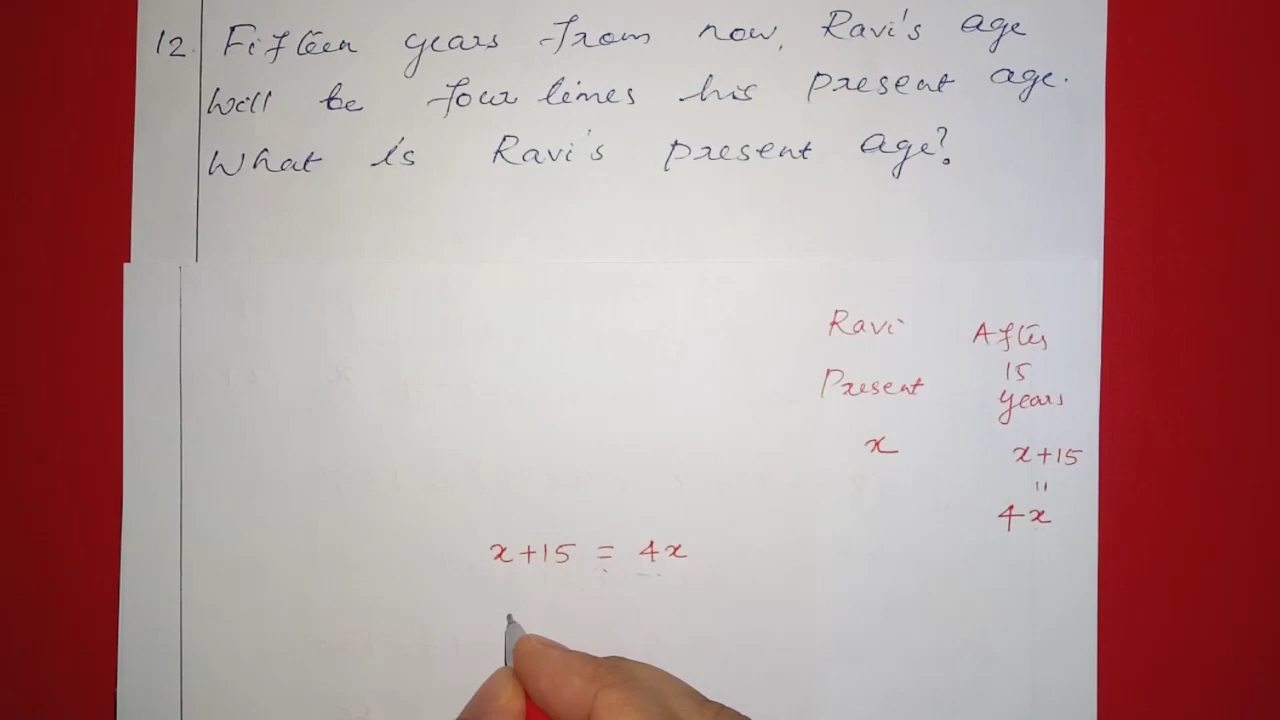 12. Fifteen years from now, Ravi's age
will be four times his present age.
What is Ravi's present age?
Ravi After
15
Present years
x x+15
=
4x
x+15 = 4x